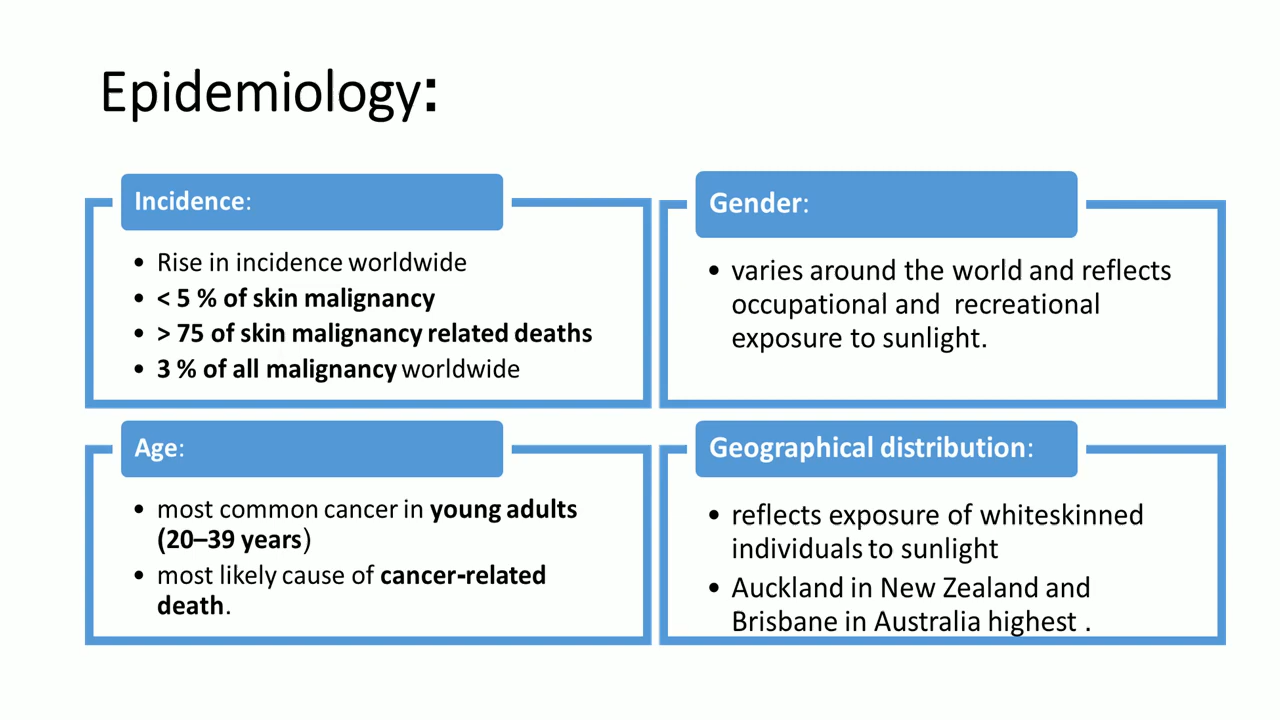 Epidemiology:
Incidence:
• Rise in incidence worldwide
• < 5 % of skin malignancy
• > 75 of skin malignancy related deaths
• 3 % of all malignancy worldwide
Gender:
• varies around the world and reflects
occupational and  recreational
exposure to sunlight.
Age:
• most common cancer in young adults
(20–39 years)
• most likely cause of cancer-related
death.
Geographical distribution:
• reflects exposure of whiteskinned
individuals to sunlight
• Auckland in New Zealand and
Brisbane in Australia highest .